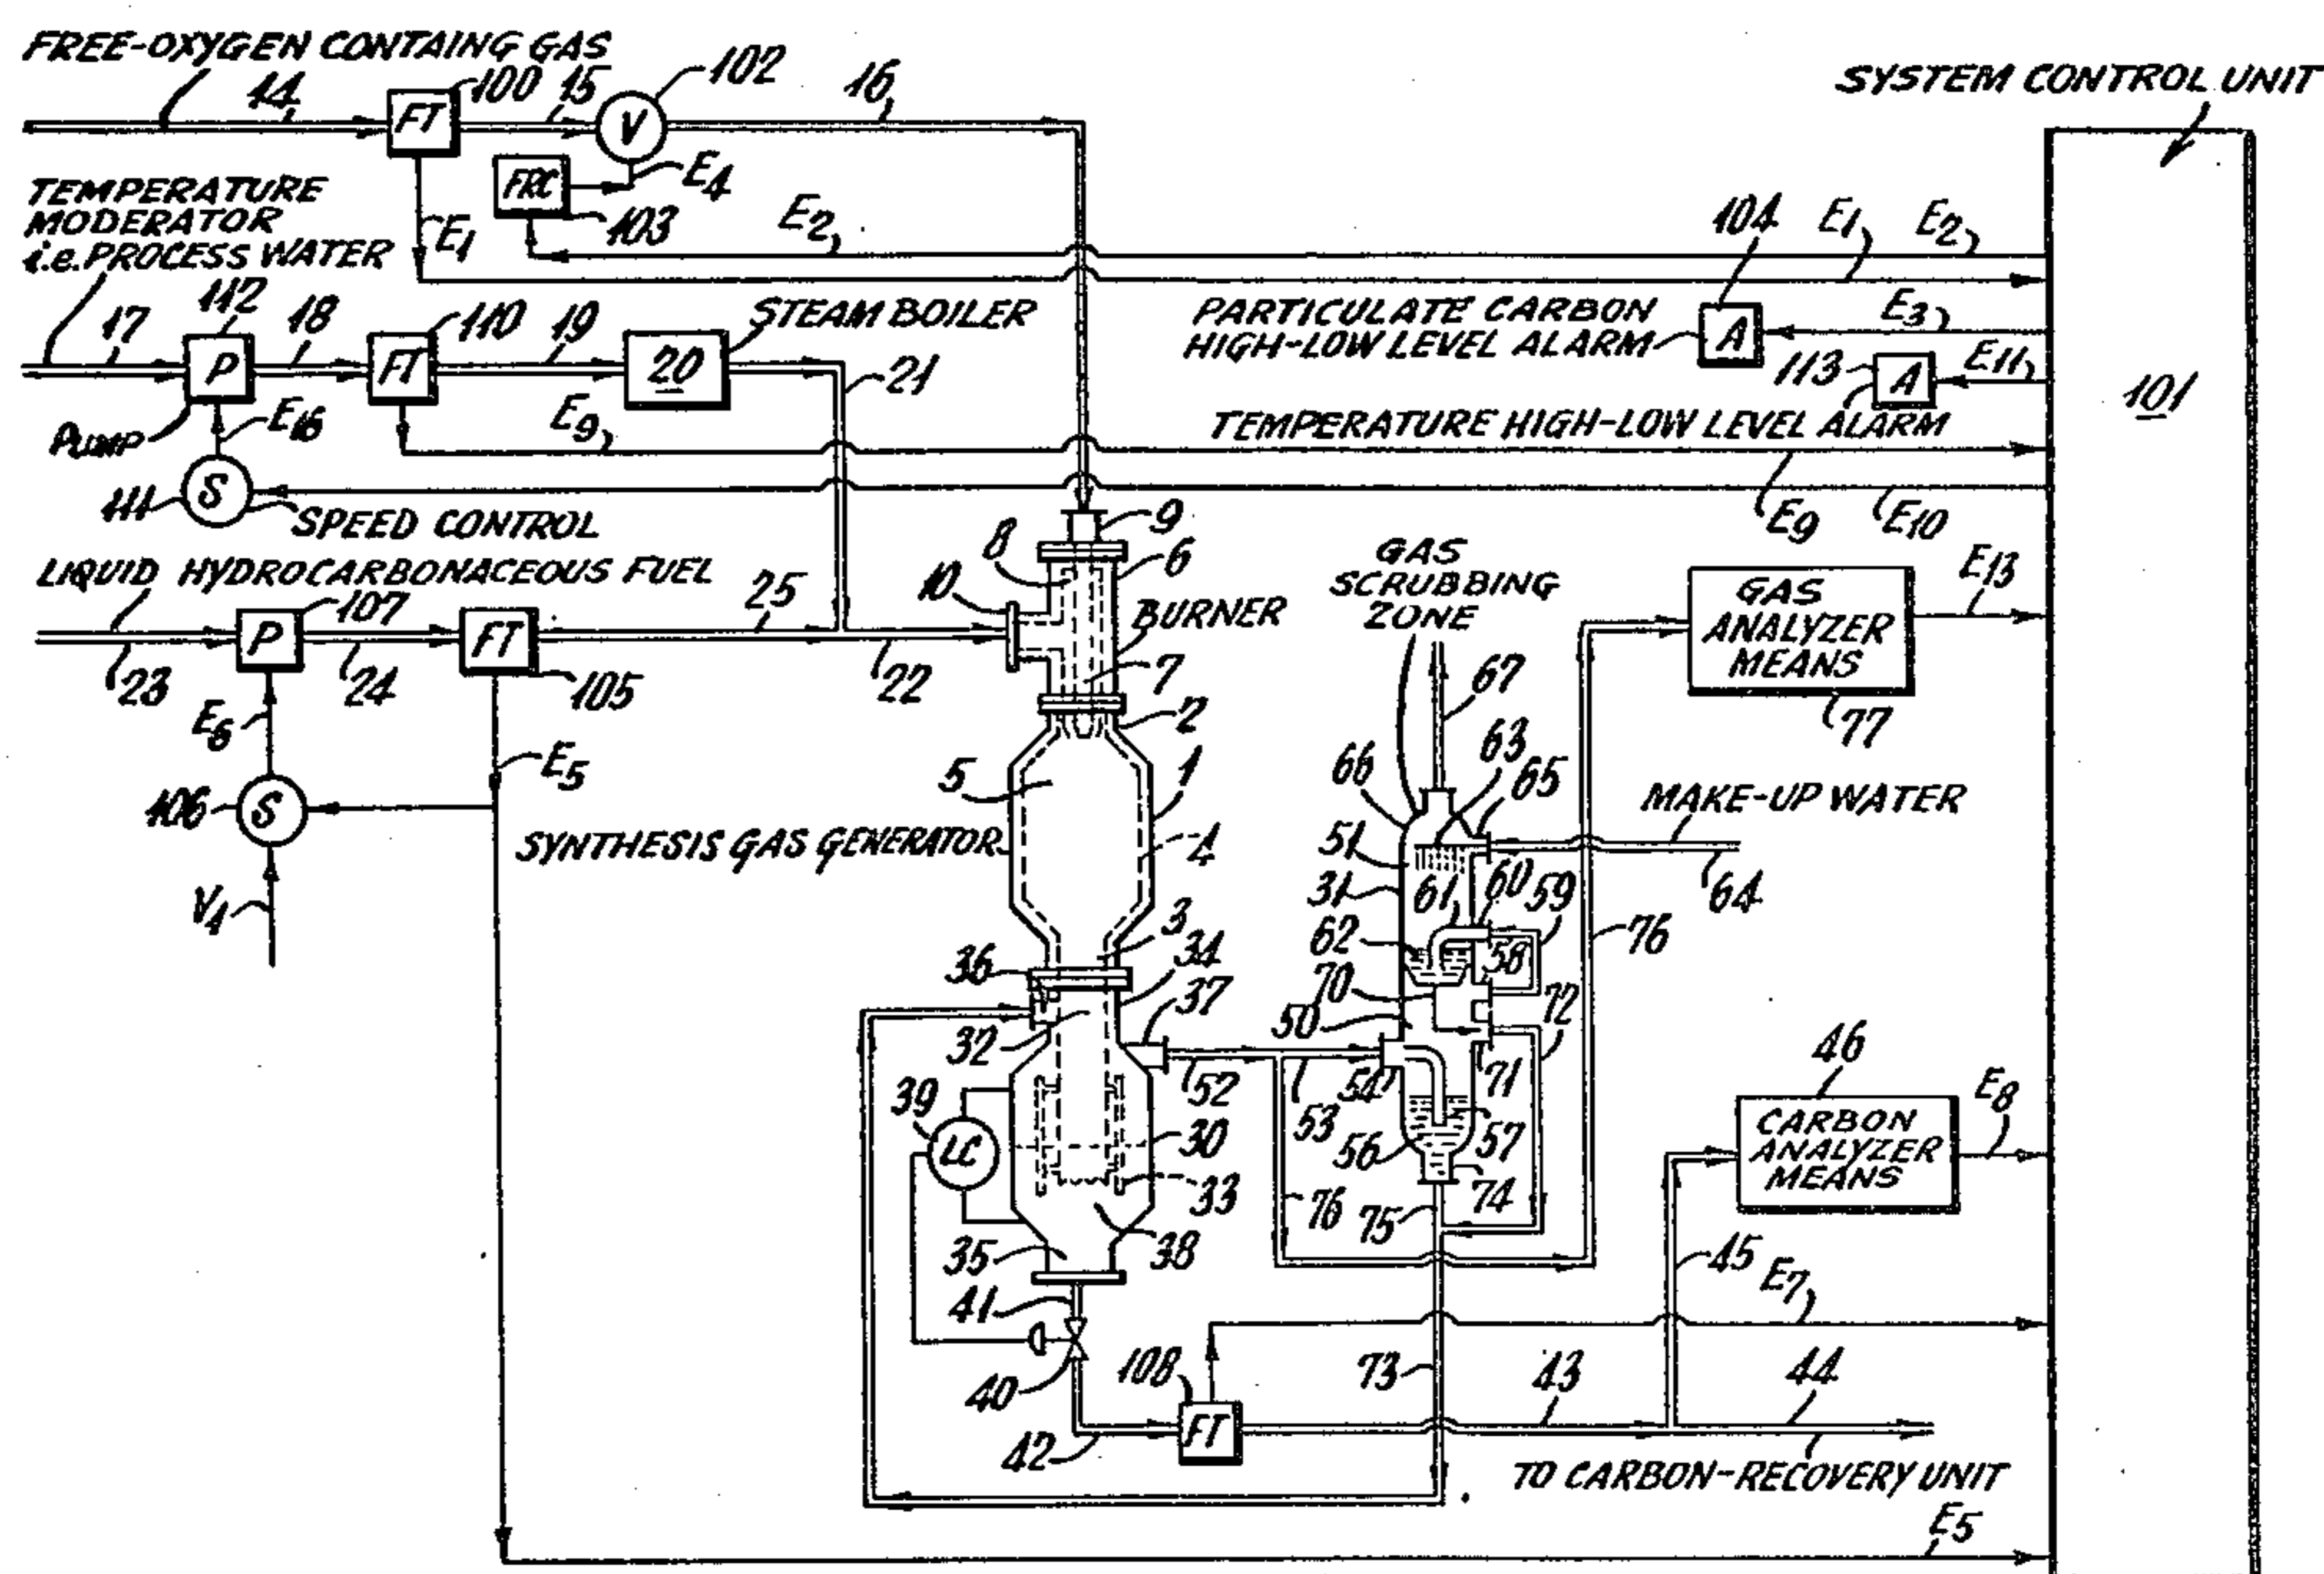 FREE-OXYGEN CONTAING GAS
SYSTEM CONTROL UNIT
14
FT
100
15
V
102
16
FRC
103
E4
E1
E2
TEMPERATURE
MODERATOR
i.e. PROCESS WATER
104
E1
E2
112
17
P
18
FT
110
19
20
STEAM BOILER
21
PARTICULATE CARBON
HIGH-LOW LEVEL ALARM
A
E3
113
A
E11
101
PUMP
E16
E9
TEMPERATURE HIGH-LOW LEVEL ALARM
111
S
SPEED CONTROL
E9
E10
LIQUID HYDROCARBONACEOUS FUEL
23
P
107
24
FT
105
25
22
10
8
9
6
BURNER
7
GAS
SCRUBBING
ZONE
67
GAS
ANALYZER
MEANS
77
E13
E6
E5
106
S
V4
2
1
5
4
SYNTHESIS GAS GENERATOR
3
66
63
65
MAKE-UP WATER
64
51
31
61
60
59
62
58
76
70
50
72
36
34
37
32
52
53
54
71
39
LC
30
33
56
57
74
76
75
46
CARBON
ANALYZER
MEANS
E8
35
38
41
40
42
108
FT
73
43
45
E7
44
TO CARBON-RECOVERY UNIT
E5